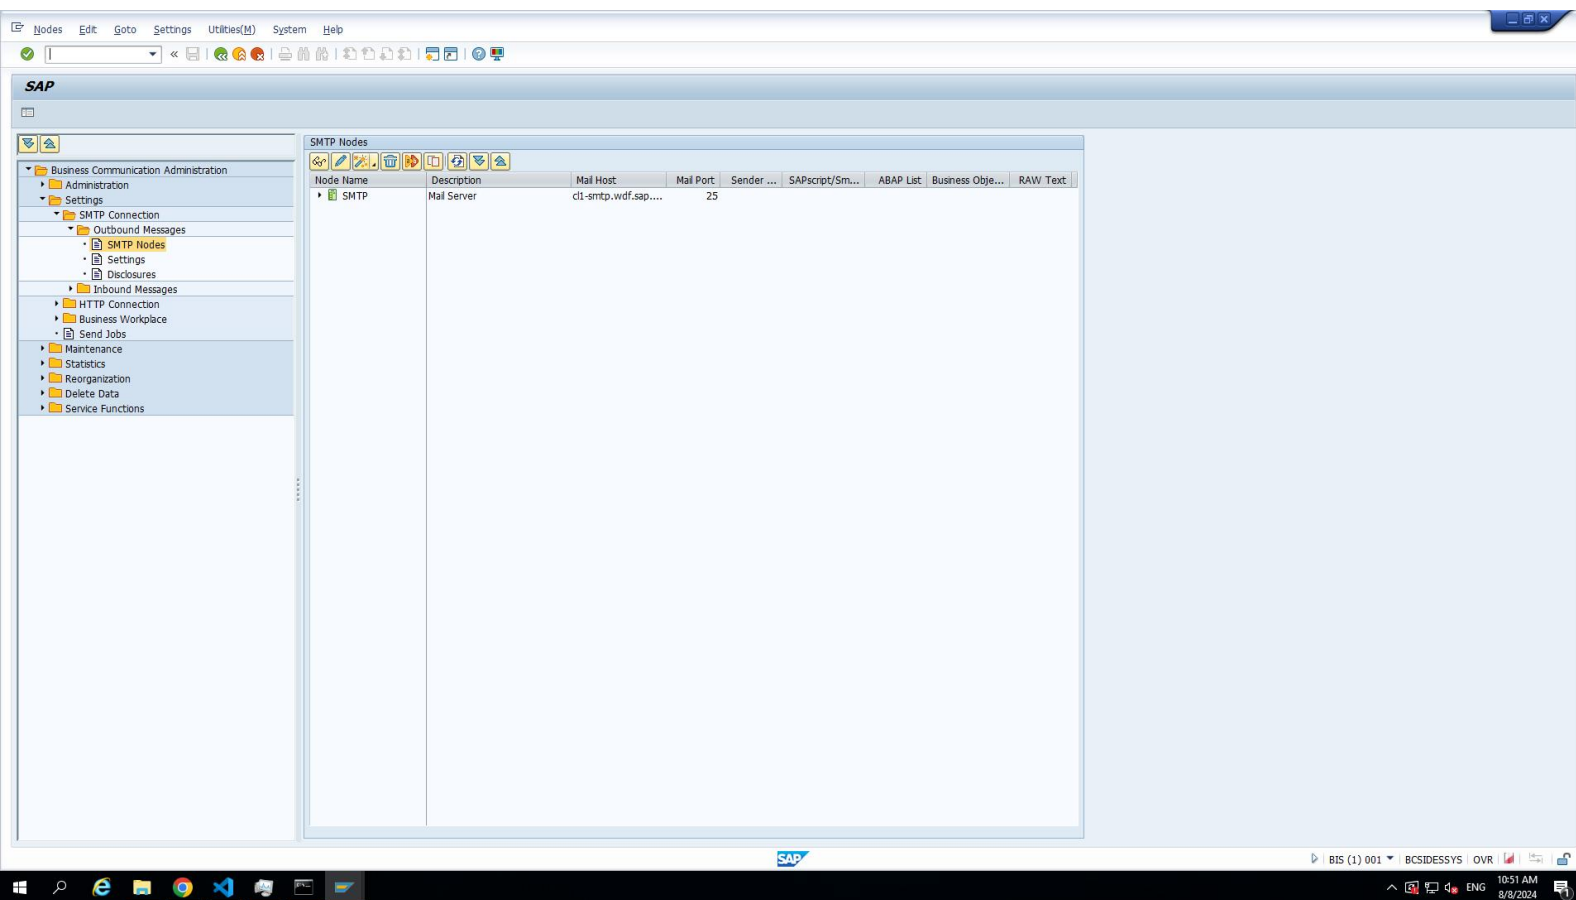 Nodes Edit Goto Settings Utilities(M) System Help
SAP
SMTP Nodes
Business Communication Administration
Administration
Settings
SMTP Connection
Outbound Messages
SMTP Nodes
Settings
Disclosures
Inbound Messages
HTTP Connection
Business Workplace
Send Jobs
Maintenance
Statistics
Reorganization
Delete Data
Service Functions
Node Name Description Mail Host Mail Port Sender ... SAPscript/Sm... ABAP List Business Obje... RAW Text
SMTP Mail Server cl1-smtp.wdf.sap.... 25
SAP
BIS (1) 001 BCSIDESSYS OVR
ENG 10:51 AM
8/8/2024
1